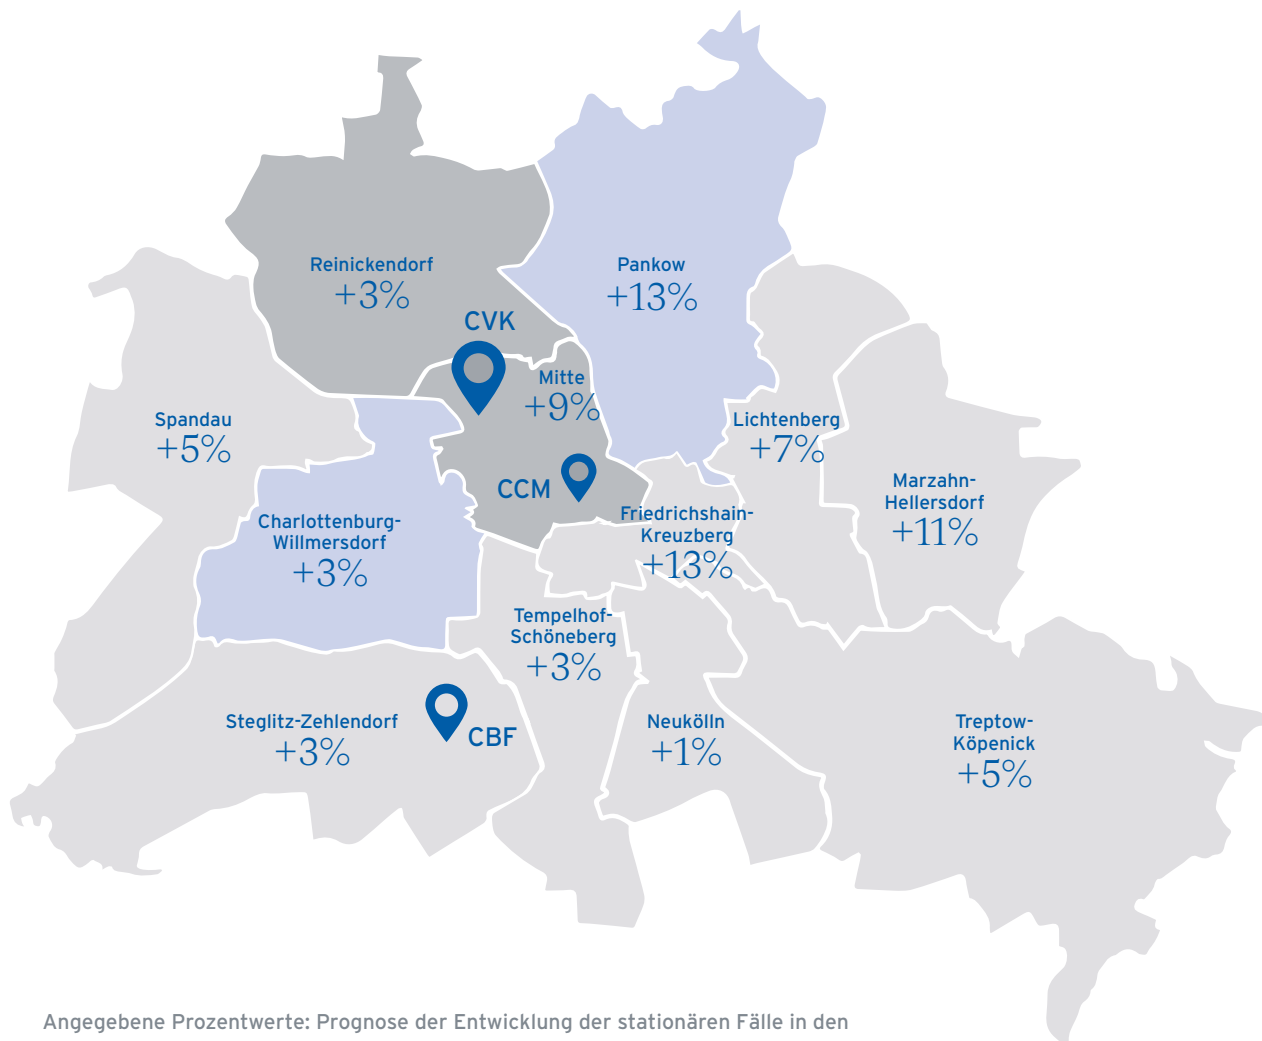 Reinickendorf
+3%
Pankow
+13%
CVK
Mitte
+9%
Spandau
+5%
Lichtenberg
+7%
Marzahn-
Hellersdorf
+11%
CCM
Charlottenburg-
Willmersdorf
+3%
Friedrichshain-
Kreuzberg
+13%
Tempelhof-
Schöneberg
+3%
Steglitz-Zehlendorf
+3%
CBF
Neukölln
+1%
Treptow-
Köpenick
+5%
Angegebene Prozentwerte: Prognose der Entwicklung der stationären Fälle in den